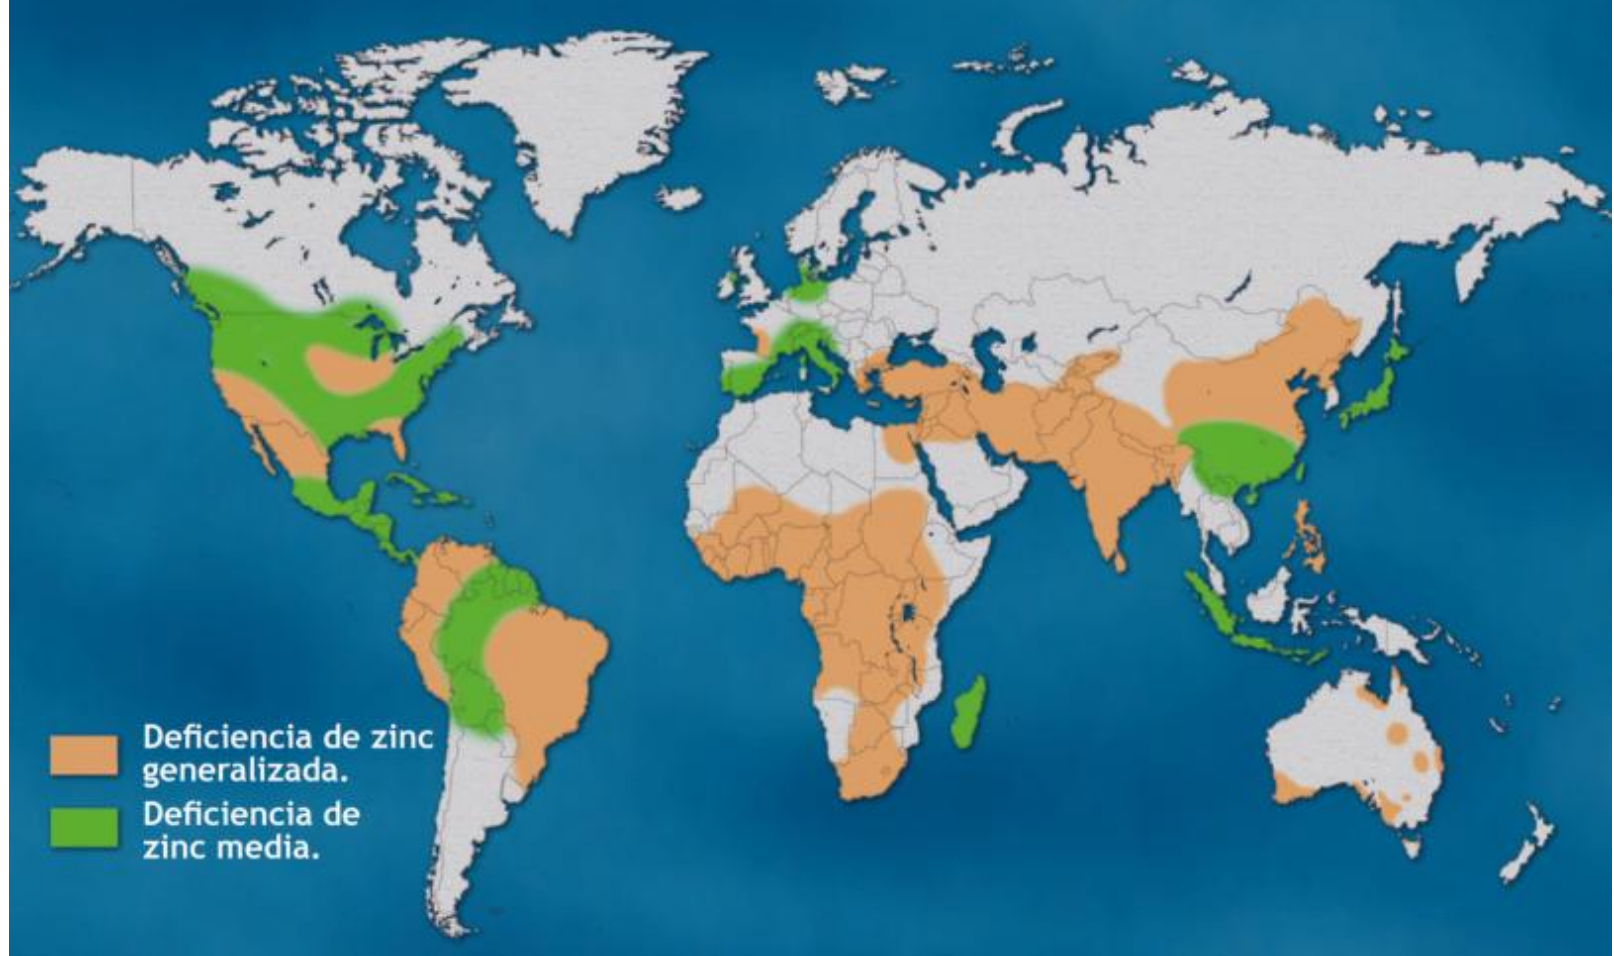 Deficiencia de zinc
generalizada.
Deficiencia de
zinc media.